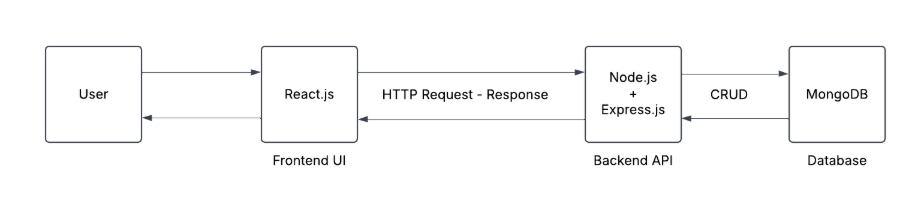 User
React.js
HTTP Request - Response
Node.js
+
Express.js
CRUD
MongoDB
Frontend UI
Backend API
Database